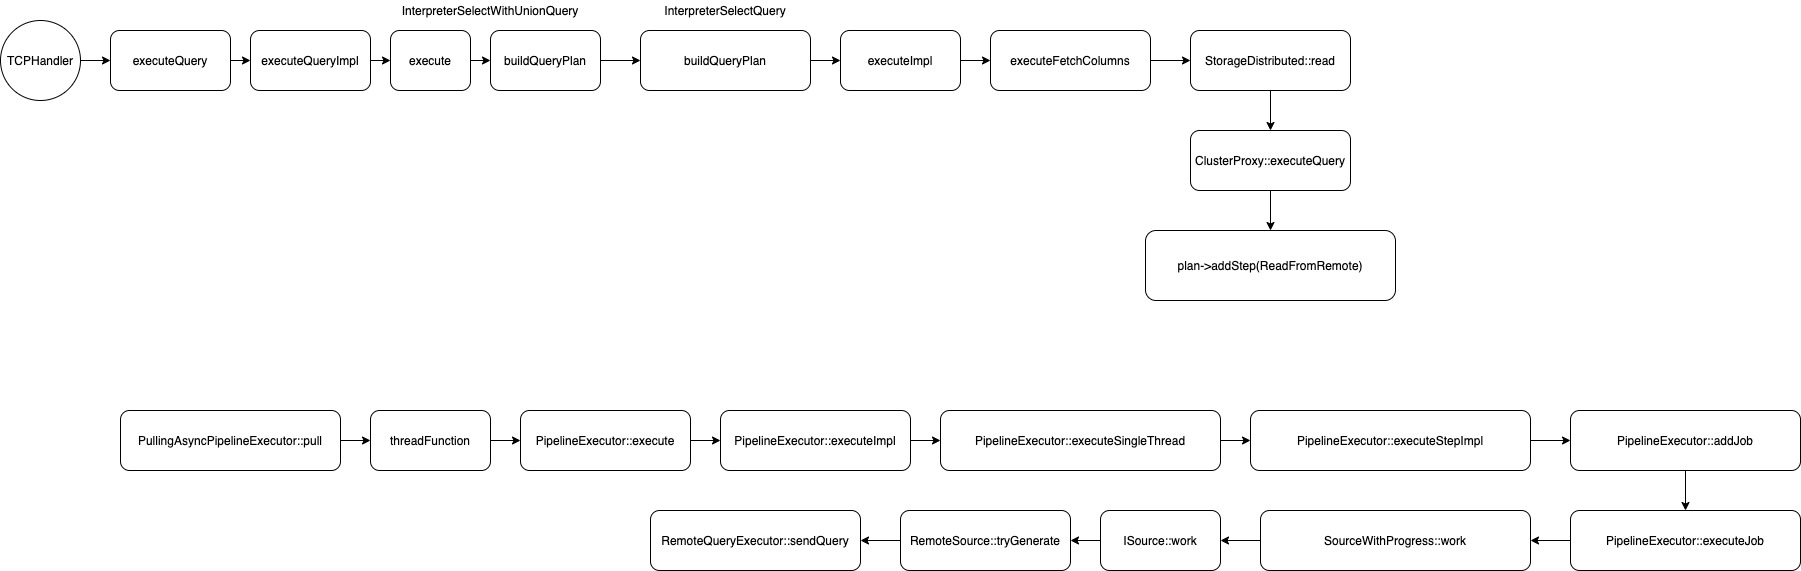 InterpreterSelectWithUnionQuery
InterpreterSelectQuery
TCPHandler
executeQuery
executeQueryImpl
execute
buildQueryPlan
buildQueryPlan
executeImpl
executeFetchColumns
StorageDistributed::read
ClusterProxy::executeQuery
plan->addStep(ReadFromRemote)
PullingAsyncPipelineExecutor::pull
threadFunction
PipelineExecutor::execute
PipelineExecutor::executeImpl
PipelineExecutor::executeSingleThread
PipelineExecutor::executeStepImpl
PipelineExecutor::addJob
PipelineExecutor::executeJob
SourceWithProgress::work
ISource::work
RemoteSource::tryGenerate
RemoteQueryExecutor::sendQuery